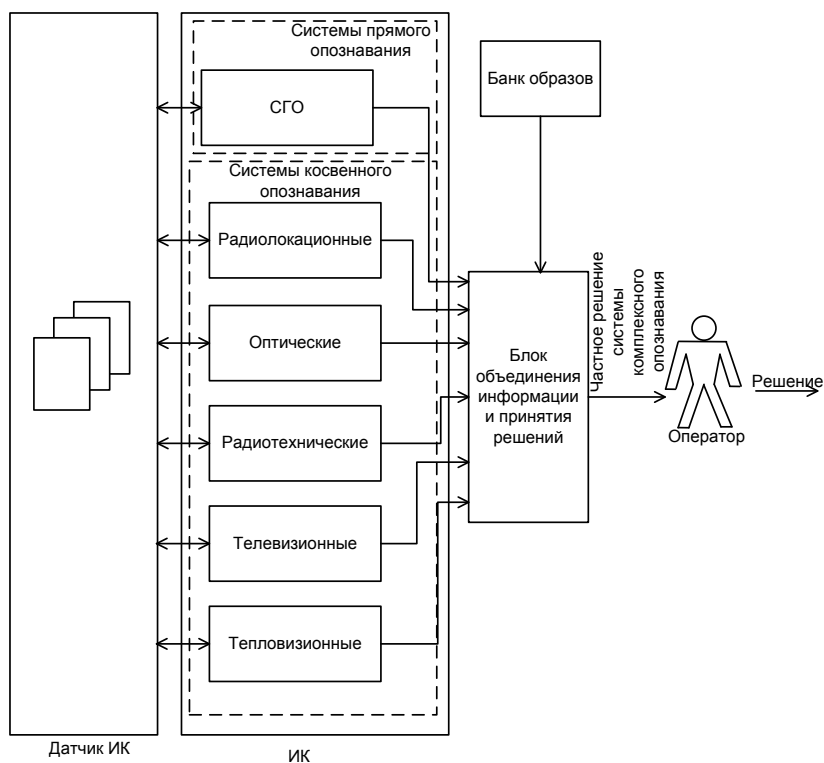 Системы прямого
опознавания
СГО
Банк образов
Системы косвенного
опознавания
Радиолокационные
Оптические
Радиотехнические
Телевизионные
Тепловизионные
Блок
объединения
информации
и принятия
решений
Частное решение
системы
комплексного
опознавания
Решение
Оператор
Датчик ИК
ИК